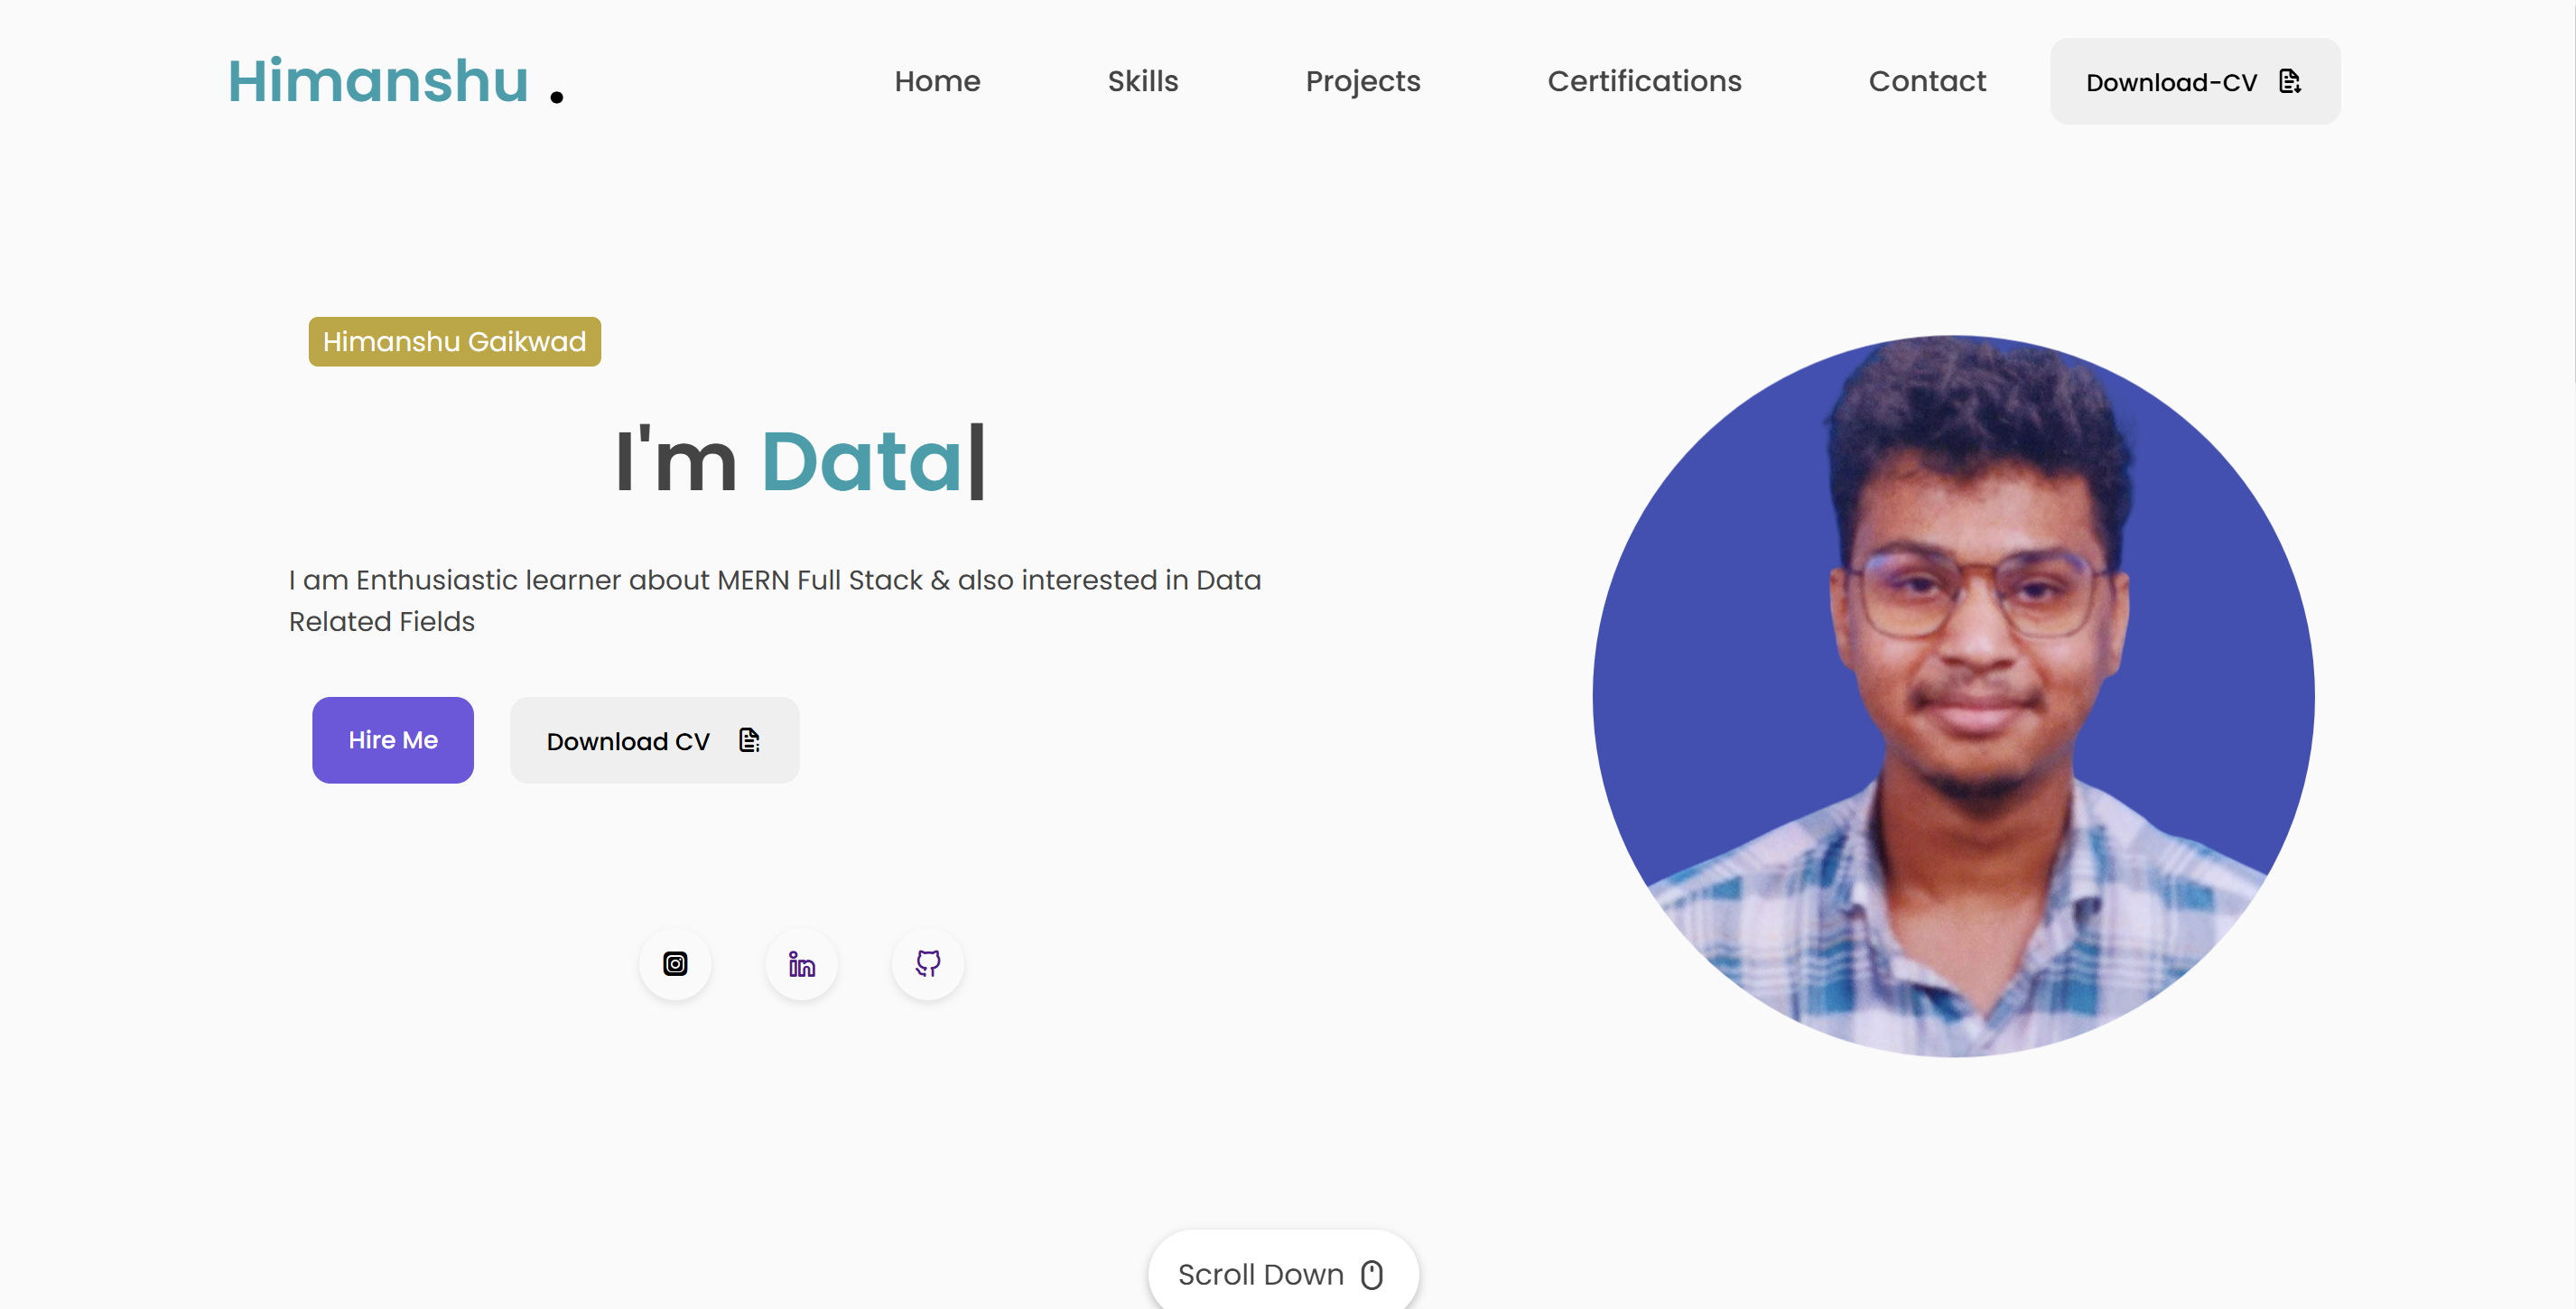 Himanshu .
Home Skills Projects Certifications Contact Download-CV
Himanshu Gaikwad
I'm Data|
I am Enthusiastic learner about MERN Full Stack & also interested in Data
Related Fields
Hire Me Download CV
in
Scroll Down